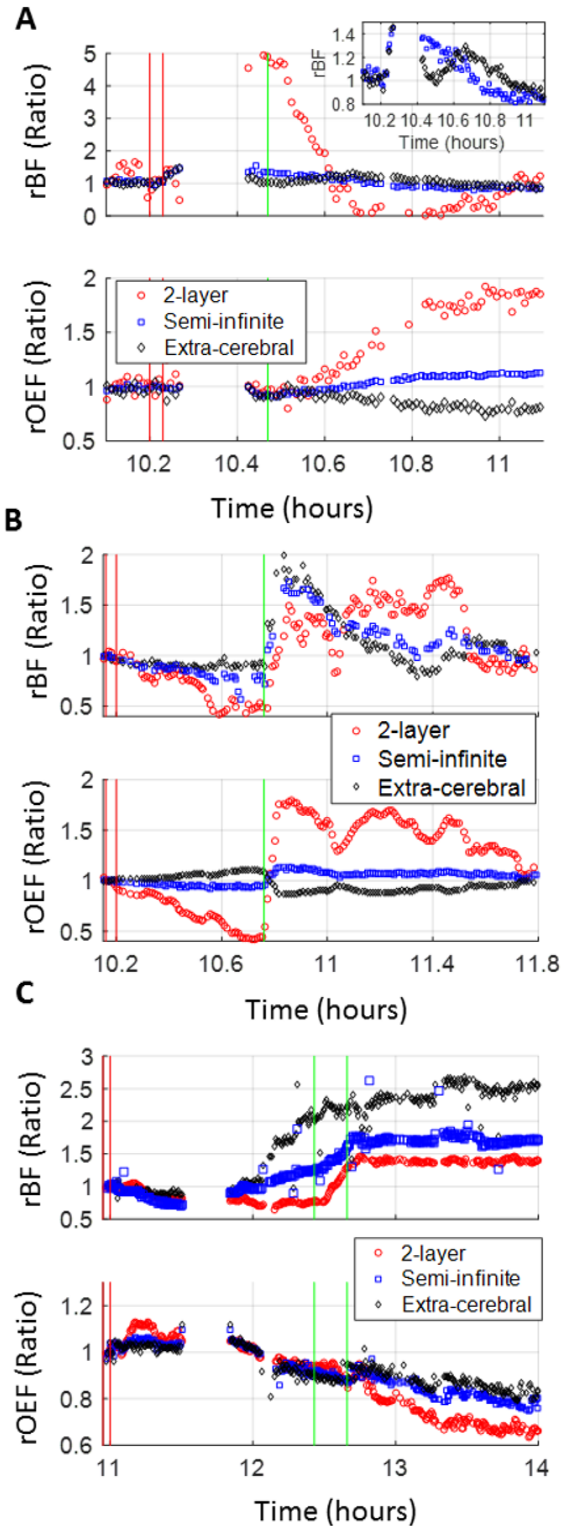 A
rBF (Ratio)
5
4
3
2
1
0
rBF
1.4
1.2
1
0.8
10.2 10.4 10.6 10.8 11
Time (hours)
rOEF (Ratio)
2
1.5
1
0.5
2-layer
Semi-infinite
Extra-cerebral
10.2 10.4 10.6 10.8 11
Time (hours)
B
rBF (Ratio)
2
1.5
1
0.5
2-layer
Semi-infinite
Extra-cerebral
rOEF (Ratio)
2
1.5
1
0.5
10.2 10.6 11 11.4 11.8
Time (hours)
C
rBF (Ratio)
3
2.5
2
1.5
1
0.5
2-layer
Semi-infinite
Extra-cerebral
rOEF (Ratio)
1.2
1
0.8
0.6
11 12 13 14
Time (hours)